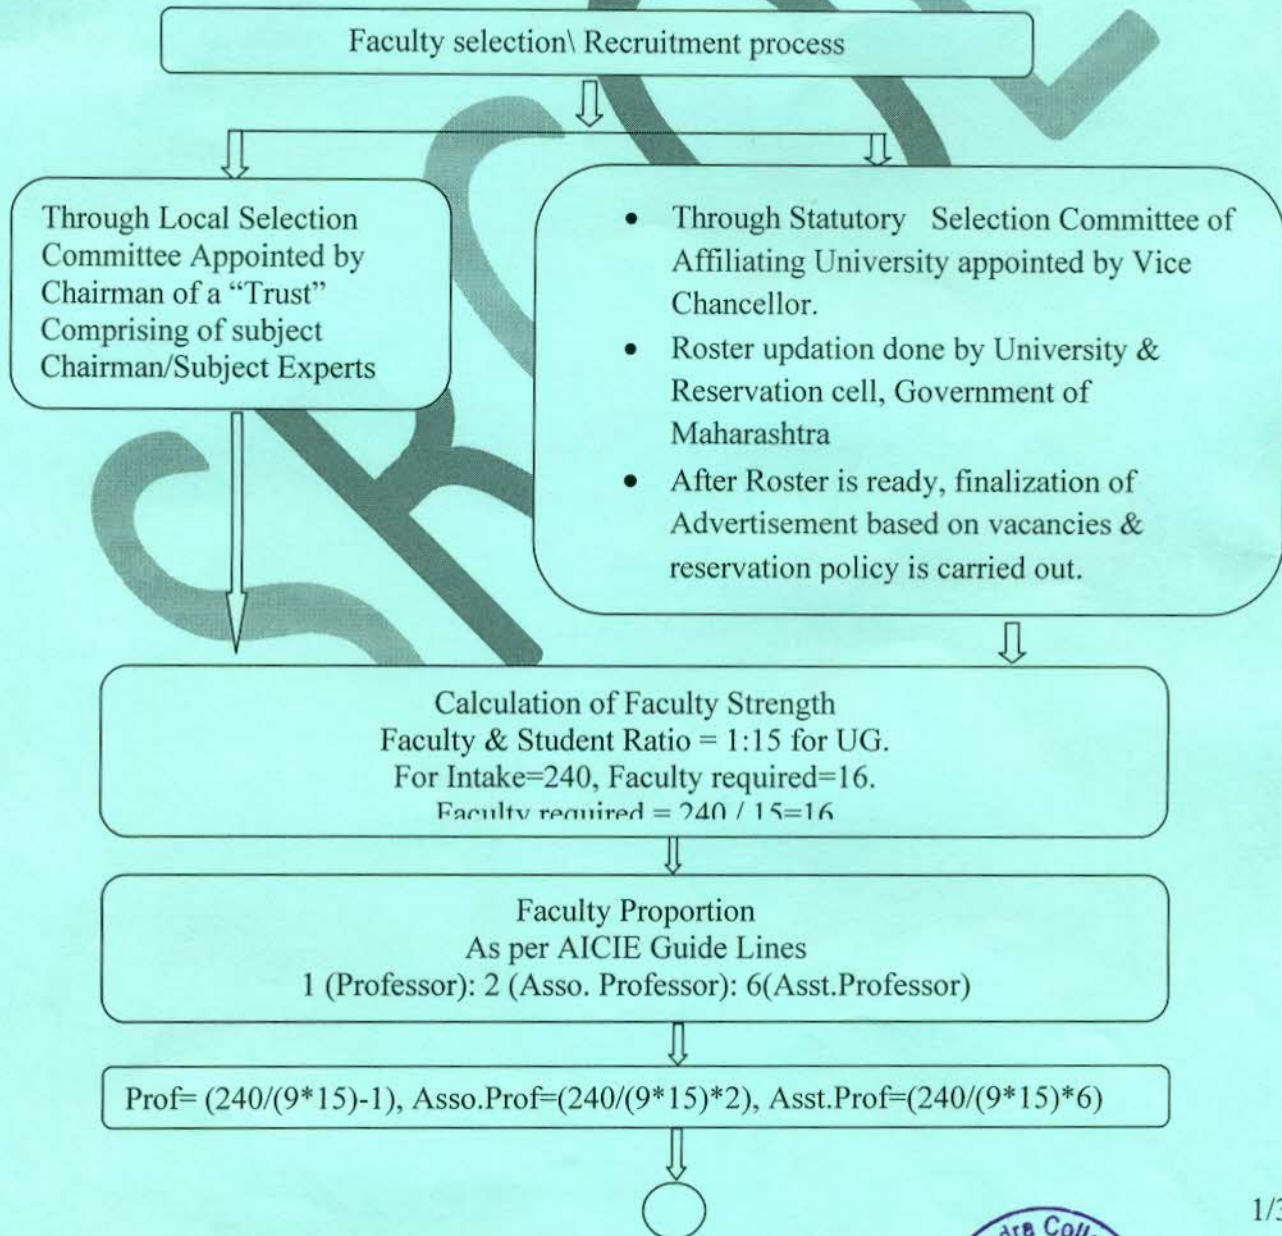 Faculty selection\ Recruitment process
Through Local Selection
Committee Appointed by
Chairman of a “Trust”
Comprising of subject
Chairman/Subject Experts
• Through Statutory Selection Committee of
Affiliating University appointed by Vice
Chancellor.
• Roster updation done by University &
Reservation cell, Government of
Maharashtra
• After Roster is ready, finalization of
Advertisement based on vacancies &
reservation policy is carried out.
Calculation of Faculty Strength
Faculty & Student Ratio = 1:15 for UG.
For Intake=240, Faculty required=16.
Faculty required = 240 / 15=16
Faculty Proportion
As per AICIE Guide Lines
1 (Professor): 2 (Asso. Professor): 6(Asst.Professor)
Prof= (240/(9*15)-1), Asso.Prof=(240/(9*15)*2), Asst.Prof=(240/(9*15)*6)
1/3